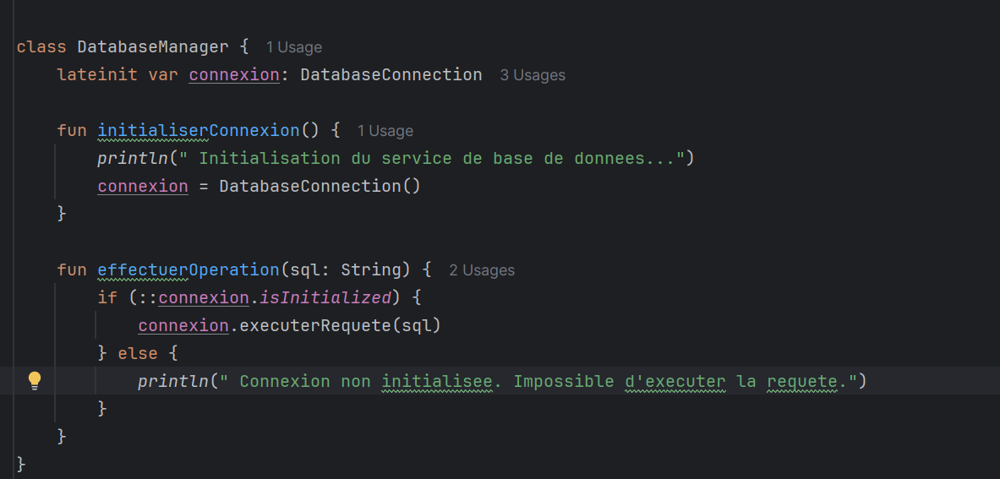 class DatabaseManager { 1 Usage
lateinit var connexion: DatabaseConnection 3 Usages
fun initialiserConnexion() { 1 Usage
println(" Initialisation du service de base de donnees...")
connexion = DatabaseConnection()
}
fun effectuerOperation(sql: String) { 2 Usages
if (::connexion.isInitialized) {
connexion.executerRequete(sql)
} else {
println(" Connexion non initialisee. Impossible d'executer la requete.")
}
}
}